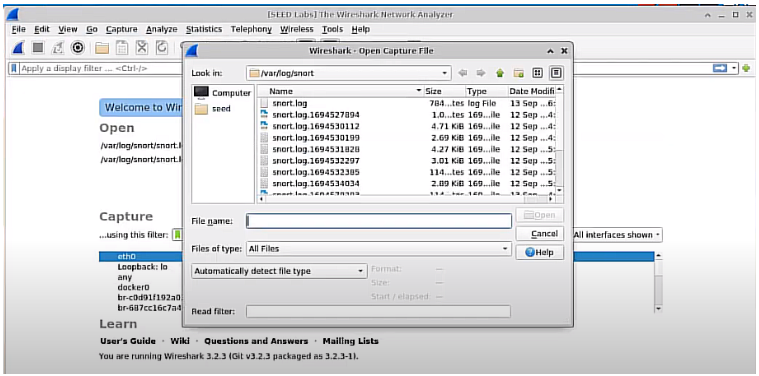 [SEED Labs] The Wireshark Network Analyzer
File Edit View Go Capture Analyze Statistics Telephony Wireless Tools Help
Apply a display filter ... <Ctrl-/>
Wireshark - Open Capture File
Look in: /var/log/snort
Computer
seed
Name Size Type Date Modifi
snort.log 784...tes log File 13 Sep ...6:
snort.log.1694527894 1.0...tes 169...ile 12 Sep ...4:
snort.log.1694530112 4.71 KiB 169...ile 12 Sep ...4:
snort.log.1694530199 2.69 KiB 169...ile 12 Sep ...4:
snort.log.1694531828 4.27 KiB 169...ile 12 Sep ...5:
snort.log.1694532297 3.01 KiB 169...ile 12 Sep ...5:
snort.log.1694532385 114...tes 169...ile 12 Sep ...5:
snort.log.1694534034 2.09 KiB 169...ile 12 Sep ...5:
File name:
Open
Cancel
Files of type: All Files
Help
Automatically detect file type
Format: —
Size: —
Start / elapsed: —
Read filter:
Welcome to Wir
Open
/var/log/snort/snort.l
/var/log/snort/snort.l
Capture
...using this filter:
All interfaces shown
eth0
Loopback: lo
any
docker0
br-c0d91f192a0
br-687cc16c7a4
Learn
User's Guide · Wiki · Questions and Answers · Mailing Lists
You are running Wireshark 3.2.3 (Git v3.2.3 packaged as 3.2.3-1).